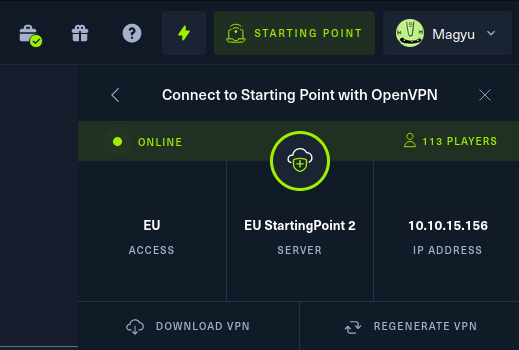 STARTING POINT
Magyu
Connect to Starting Point with OpenVPN
ONLINE
113 PLAYERS
EU
ACCESS
EU StartingPoint 2
SERVER
10.10.15.156
IP ADDRESS
DOWNLOAD VPN
REGENERATE VPN